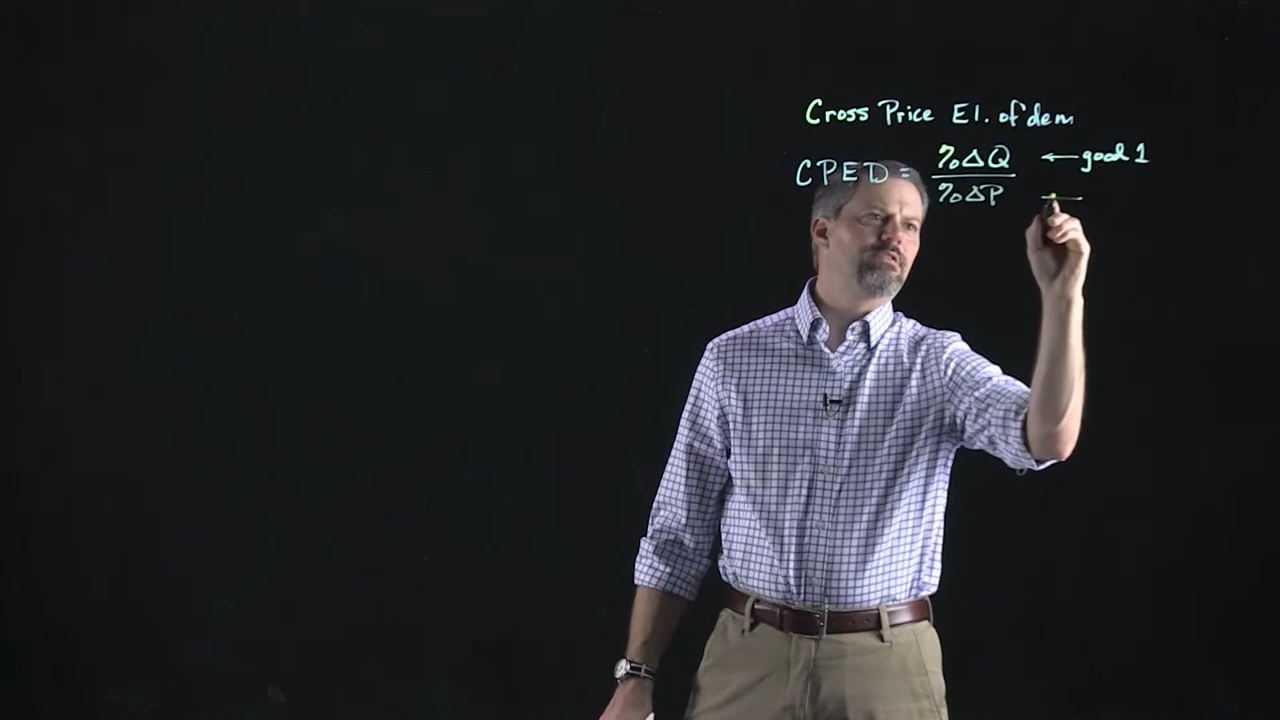 Cross Price El. of dem
CPED = %ΔQ ← good 1
%ΔP